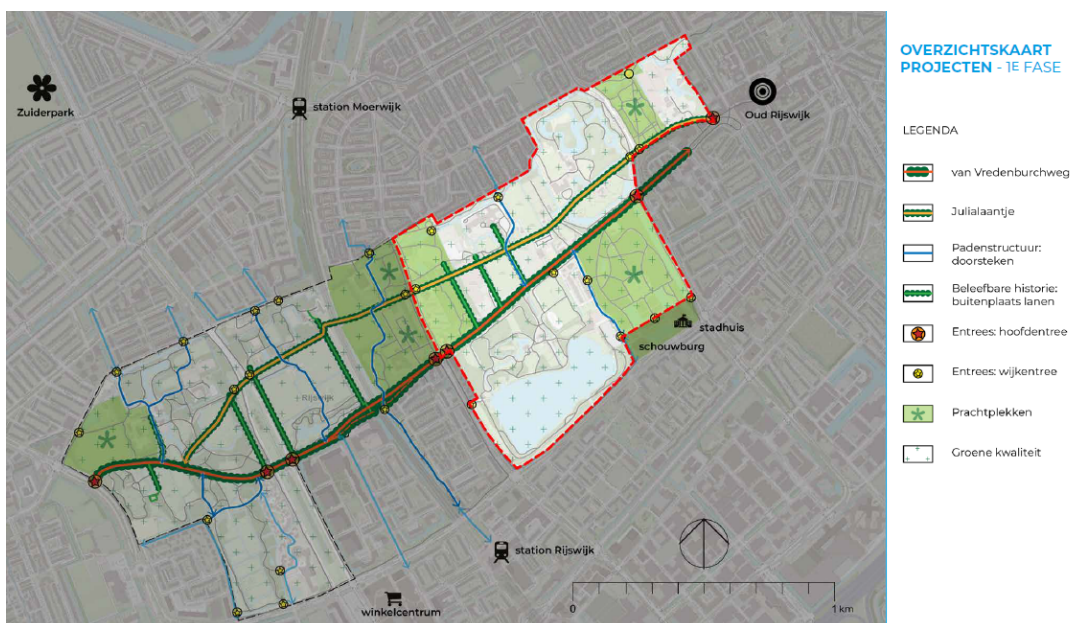 OVERZICHTSKAART
PROJECTEN - 1E FASE
LEGENDA
van Vredenburchweg
Julialaantje
Padenstructuur:
doorsteken
Beleefbare historie:
buitenplaats lanen
Entrees: hoofdentree
Entrees: wijkentree
Prachtplekken
Groene kwaliteit
Zuiderpark
station Moerwijk
Oud Rijswijk
stadhuis
schouwburg
Rijswijk
station Rijswijk
winkelcentrum
0
1 km